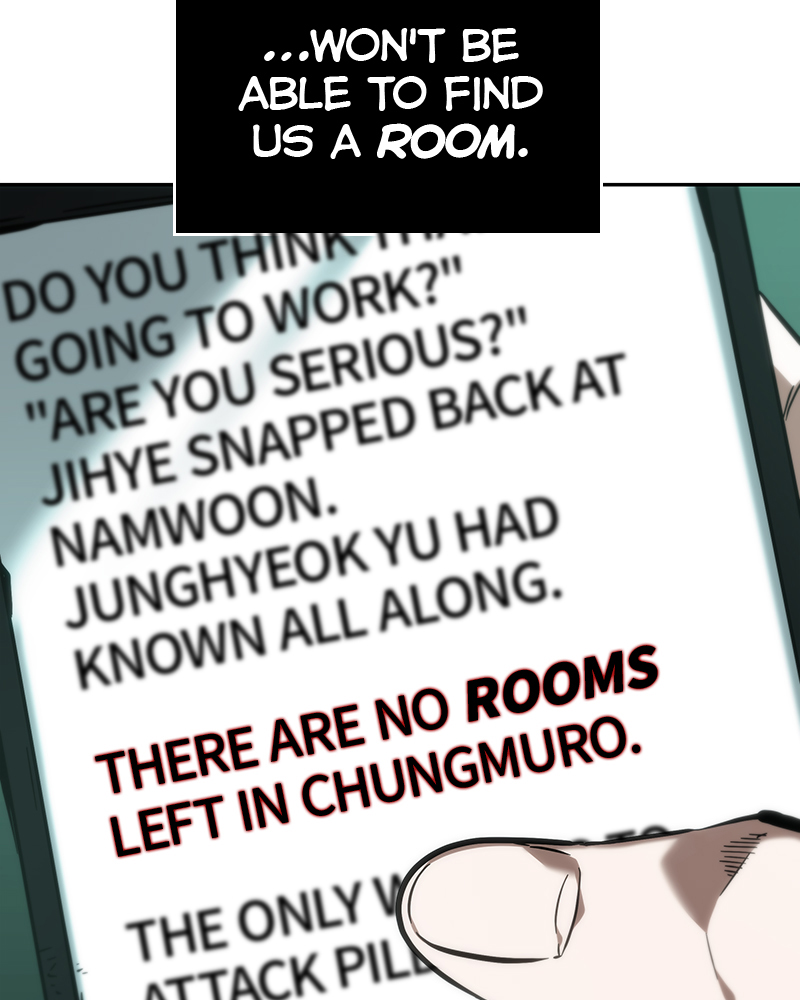 ...WON'T BE
ABLE TO FIND
US A ROOM.
DO YOU THINK
GOING TO WORK?"
"ARE YOU SERIOUS?"
JIHYE SNAPPED BACK AT
NAMWOON.
JUNGHYEOK YU HAD
KNOWN ALL ALONG.
THERE ARE NO ROOMS
LEFT IN CHUNGMURO.
THE ONLY
ATTACK